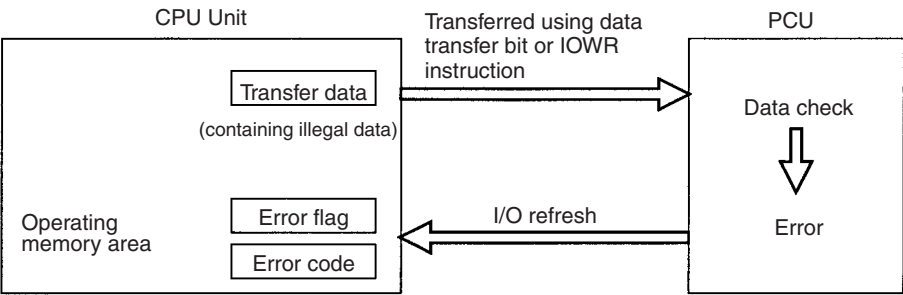 CPU Unit
Transferred using data
transfer bit or IOWR
instruction
PCU
Transfer data
(containing illegal data)
Data check
Operating
memory area
Error flag
Error code
I/O refresh
Error